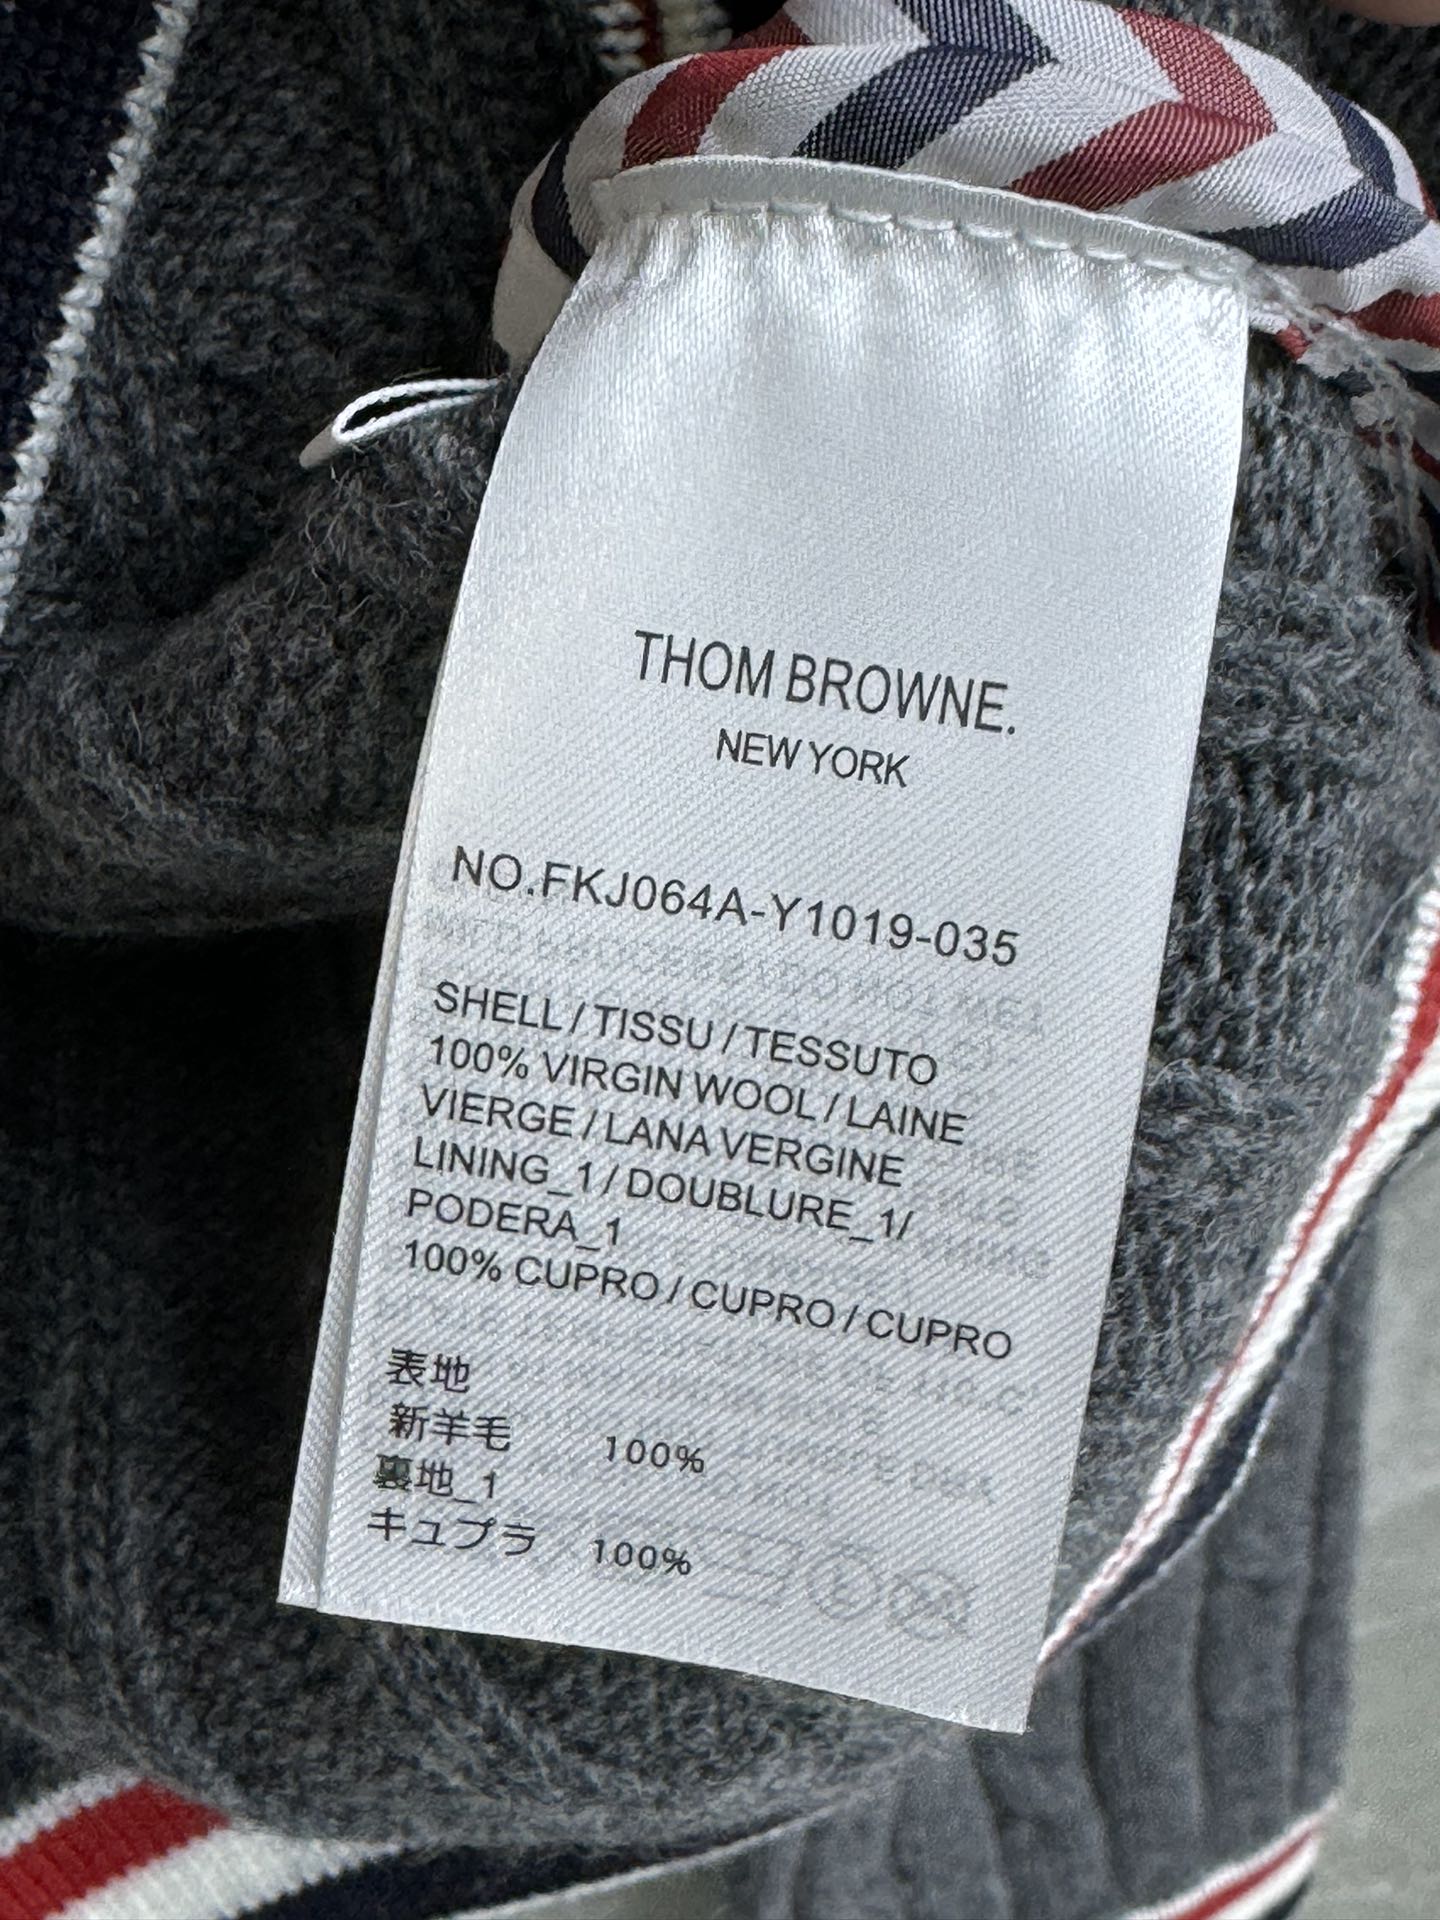 THOM BROWNE.
NEW YORK
NO.FKJ064A-Y1019-035
SHELL / TISSU / TESSUTO
100% VIRGIN WOOL / LAINE
VIERGE / LANA VERGINE
LINING_1 / DOUBLURE_1/
PODERA_1
100% CUPRO / CUPRO / CUPRO
表地
新羊毛 100%
裏地_1
キュプラ 100%